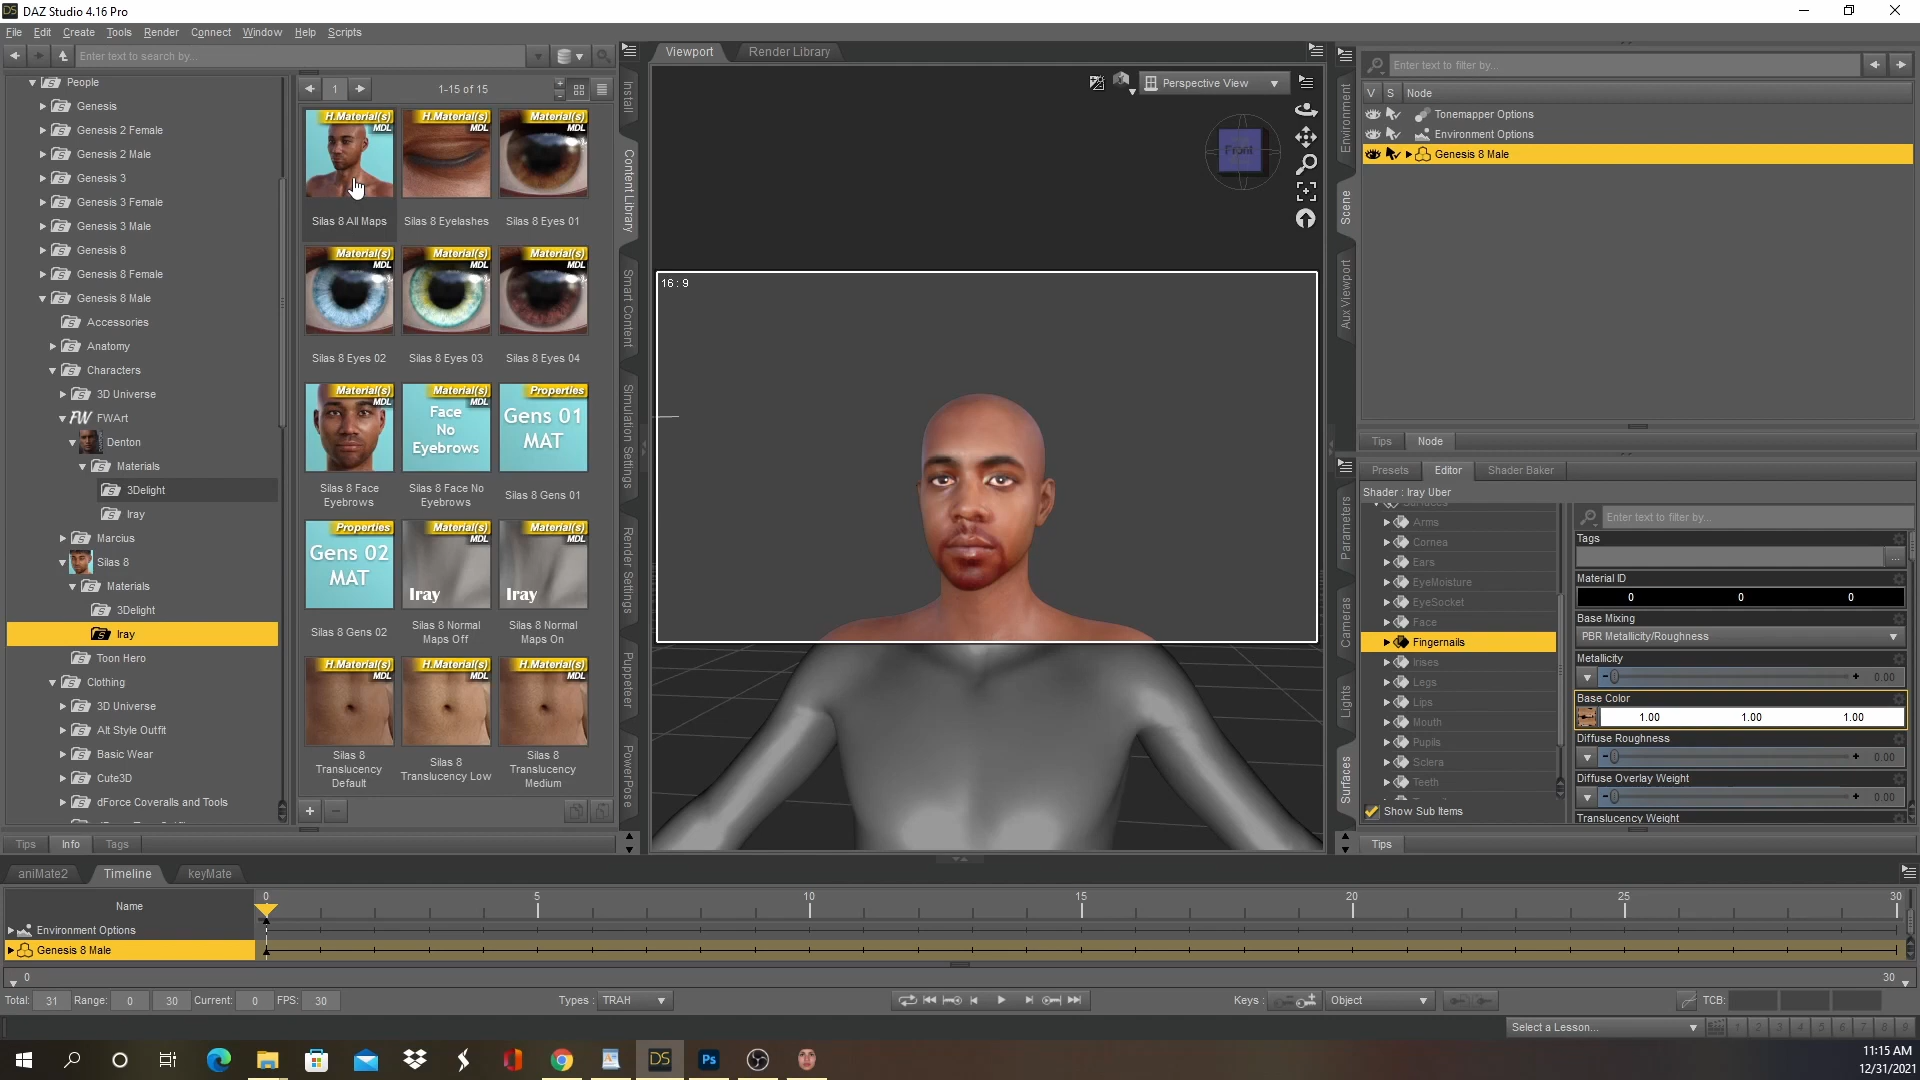 DAZ Studio 4.16 Pro
File Edit Create Tools Render Connect Window Help Scripts
Enter text to search by...
People
Genesis
Genesis 2 Female
Genesis 2 Male
Genesis 3
Genesis 3 Female
Genesis 3 Male
Genesis 8
Genesis 8 Female
Genesis 8 Male
Accessories
Anatomy
Characters
3D Universe
FWArt
Denton
Materials
3Delight
Iray
Marcius
Silas 8
Materials
3Delight
Iray
Toon Hero
Clothing
3D Universe
Alt Style Outfit
Basic Wear
Cute3D
dForce Coveralls and Tools
Tips Info Tags
1
1-15 of 15
H.Material(s) MDL
Silas 8 All Maps
H.Material(s) MDL
Silas 8 Eyelashes
Material(s) MDL
Silas 8 Eyes 01
Material(s) MDL
Silas 8 Eyes 02
Material(s) MDL
Silas 8 Eyes 03
Material(s) MDL
Silas 8 Eyes 04
Material(s) MDL
Silas 8 Face
Eyebrows
Material(s) MDL
Face
No
Eyebrows
Silas 8 Face No
Eyebrows
Properties
Gens 01
MAT
Silas 8 Gens 01
Properties
Gens 02
MAT
Silas 8 Gens 02
Material(s) MDL
Iray
Silas 8 Normal
Maps Off
Material(s) MDL
Iray
Silas 8 Normal
Maps On
H.Material(s) MDL
Silas 8
Translucency
Default
H.Material(s) MDL
Silas 8
Translucency Low
H.Material(s) MDL
Silas 8
Translucency
Medium
Install
Content Library
Smart Content
Simulation Settings
Render Settings
Puppeteer
PowerPose
Viewport Render Library
Perspective View
Front
16 : 9
Environment
Scene
Aux Viewport
Enter text to filter by...
V S Node
Tonemapper Options
Environment Options
Genesis 8 Male
Tips Node
Parameters
Cameras
Lights
Surfaces
Presets Editor Shader Baker
Shader : Iray Uber
Surfaces
Arms
Cornea
Ears
EyeMoisture
EyeSocket
Face
Fingernails
Irises
Legs
Lips
Mouth
Pupils
Sclera
Teeth
Show Sub Items
Enter text to filter by...
Tags
...
Material ID
0 0 0
Base Mixing
PBR Metallicity/Roughness
Metallicity
0.00
Base Color
1.00 1.00 1.00
Diffuse Roughness
0.00
Diffuse Overlay Weight
0.00
Translucency Weight
Tips
aniMate2 Timeline keyMate
Name
0 5 10 15 20 25 30
Environment Options
Genesis 8 Male
0 30
Total: 31 Range: 0 30 Current: 0 FPS: 30
Types : TRAH
Keys : Object
TCB:
Select a Lesson...
1 2 3 4 5 6 7 8 9
DS
Ps
11:15 AM
12/31/2021